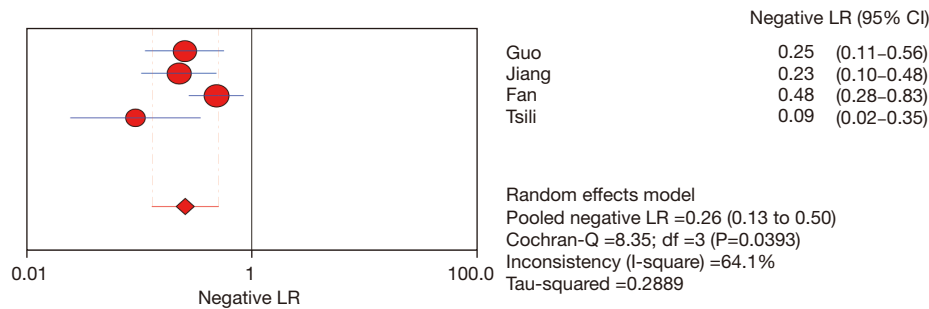 Negative LR (95% CI)
Guo 0.25 (0.11–0.56)
Jiang 0.23 (0.10–0.48)
Fan 0.48 (0.28–0.83)
Tsili 0.09 (0.02–0.35)
Random effects model
Pooled negative LR =0.26 (0.13 to 0.50)
Cochran-Q =8.35; df =3 (P=0.0393)
Inconsistency (I-square) =64.1%
Tau-squared =0.2889
0.01 1 100.0
Negative LR